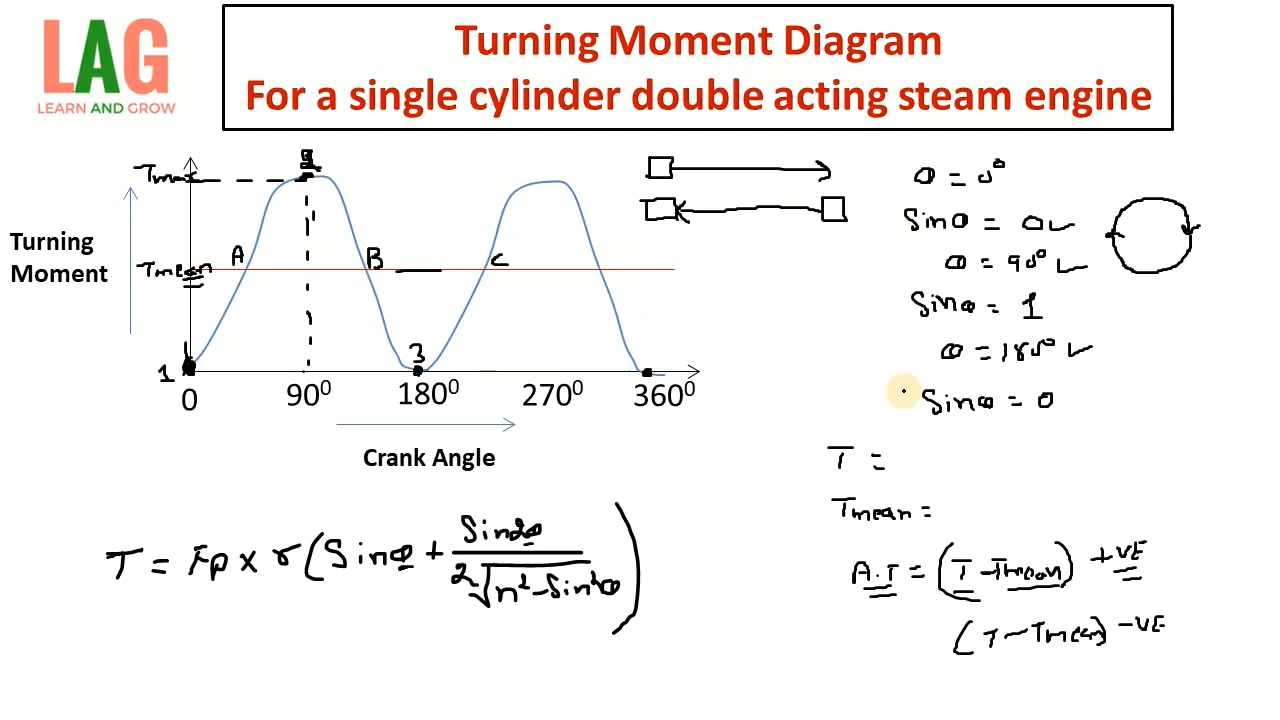 LAG
LEARN AND GROW
Turning Moment Diagram
For a single cylinder double acting steam engine
Tmax
2
Turning
Moment
Tmean
A
B
C
1
3
0
90⁰
180⁰
270⁰
360⁰
Crank Angle
T = Fp × r (Sinθ + Sin2θ / 2√n² - Sin²θ)
θ = 0°
Sinθ = 0 ✓
θ = 90° ✓
Sinθ = 1
θ = 180° ✓
Sinθ = 0
T =
Tmean =
A.T = (T - Tmean) +VE
(T - Tmean) -VE